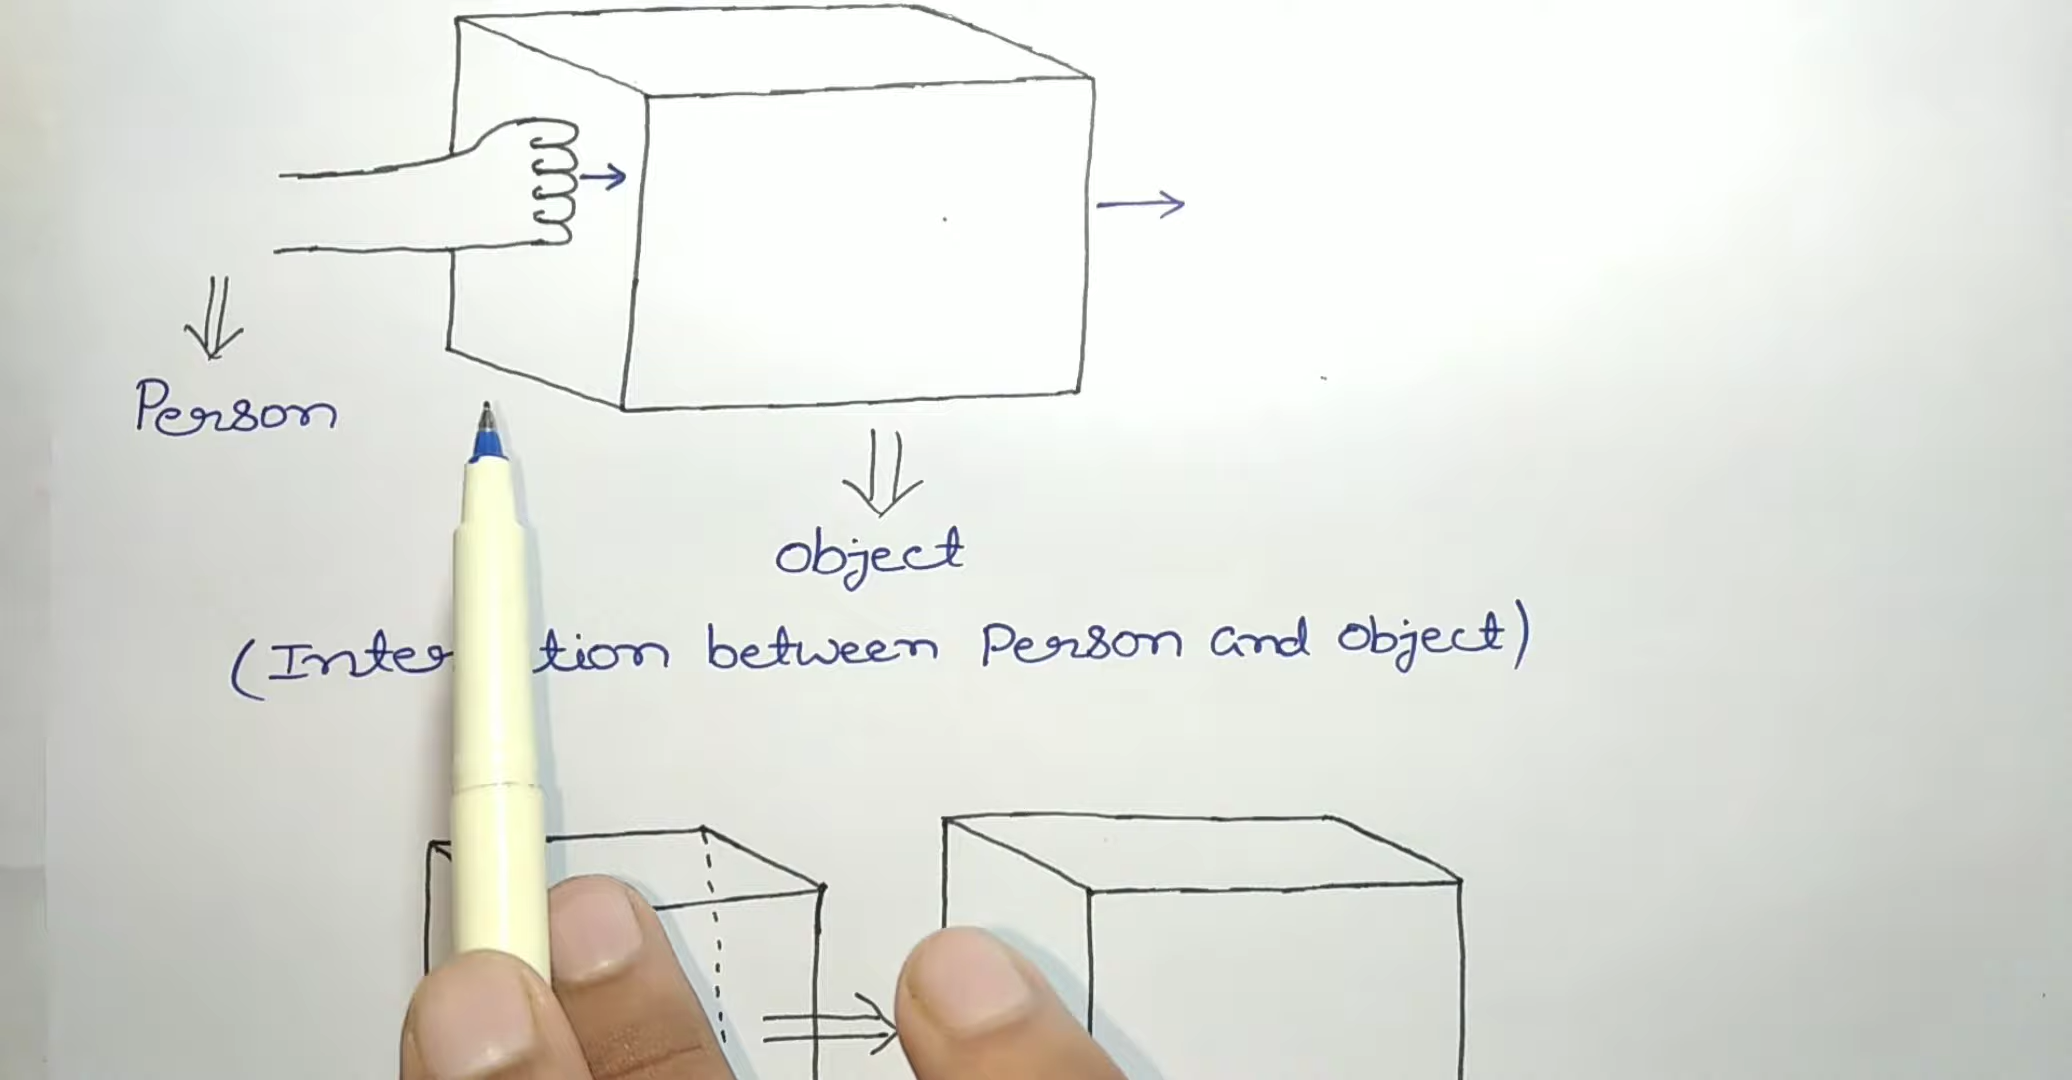 Person
object
(Inter tion between Person and object)